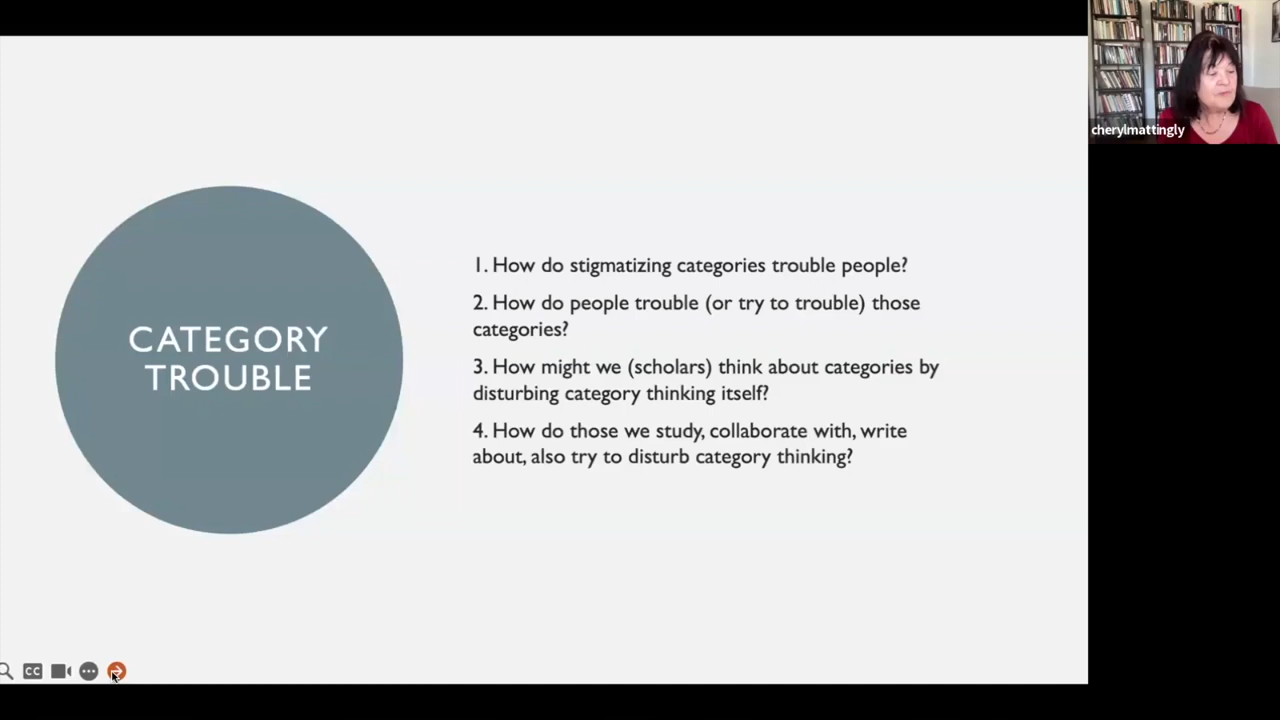 cherylmattingly
CATEGORY
TROUBLE
1. How do stigmatizing categories trouble people?
2. How do people trouble (or try to trouble) those
categories?
3. How might we (scholars) think about categories by
disturbing category thinking itself?
4. How do those we study, collaborate with, write
about, also try to disturb category thinking?
CC